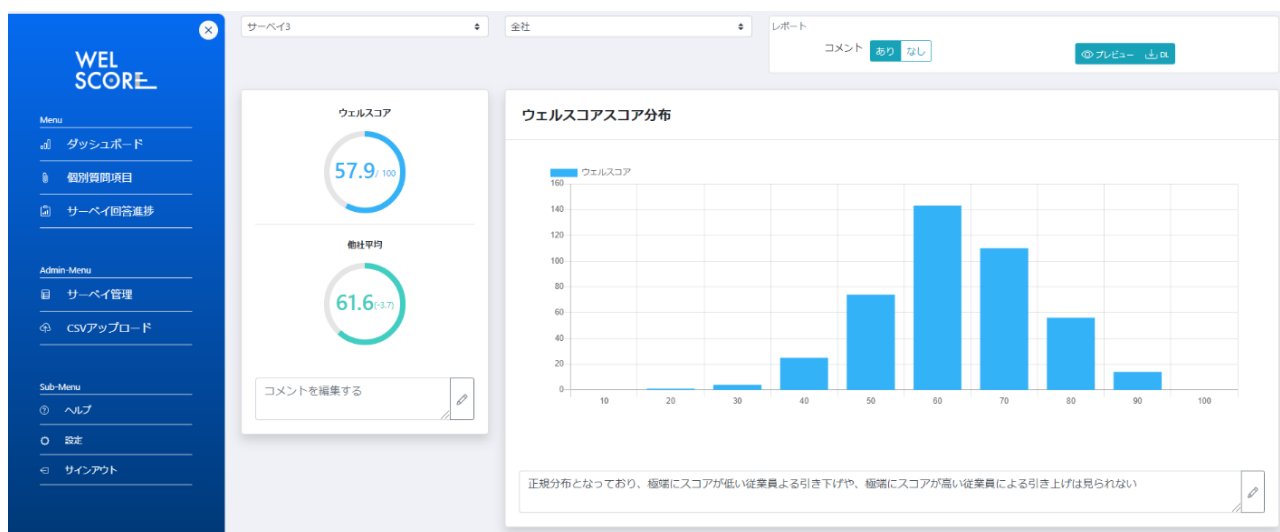 サーベイ3
全社
レポート
コメント あり なし
プレビュー DL
WEL
SCORE
Menu
ダッシュボード
個別質問項目
サーベイ回答進捗
Admin-Menu
サーベイ管理
CSVアップロード
Sub-Menu
ヘルプ
設定
サインアウト
ウェルスコア
57.9/ 100
他社平均
61.6(-3.7)
コメントを編集する
ウェルスコアスコア分布
ウェルスコア
160
140
120
100
80
60
40
20
0
10 20 30 40 50 60 70 80 90 100
正規分布となっており、極端にスコアが低い従業員よる引き下げや、極端にスコアが高い従業員による引き上げは見られない